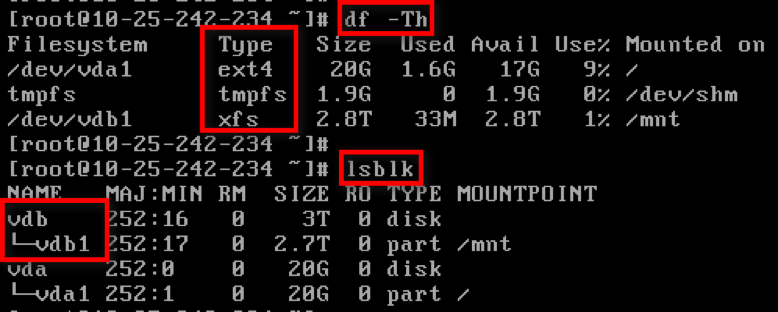 [root@10-25-242-234 ~]# df -Th
Filesystem     Type   Size  Used Avail Use% Mounted on
/dev/vda1      ext4    20G  1.6G   17G   9% /
tmpfs          tmpfs  1.9G     0  1.9G   0% /dev/shm
/dev/vdb1      xfs    2.8T   33M  2.8T   1% /mnt
[root@10-25-242-234 ~]#
[root@10-25-242-234 ~]# lsblk
NAME   MAJ:MIN RM  SIZE RO TYPE MOUNTPOINT
vdb    252:16   0    3T  0 disk
└─vdb1 252:17   0  2.7T  0 part /mnt
vda    252:0    0   20G  0 disk
└─vda1 252:1    0   20G  0 part /